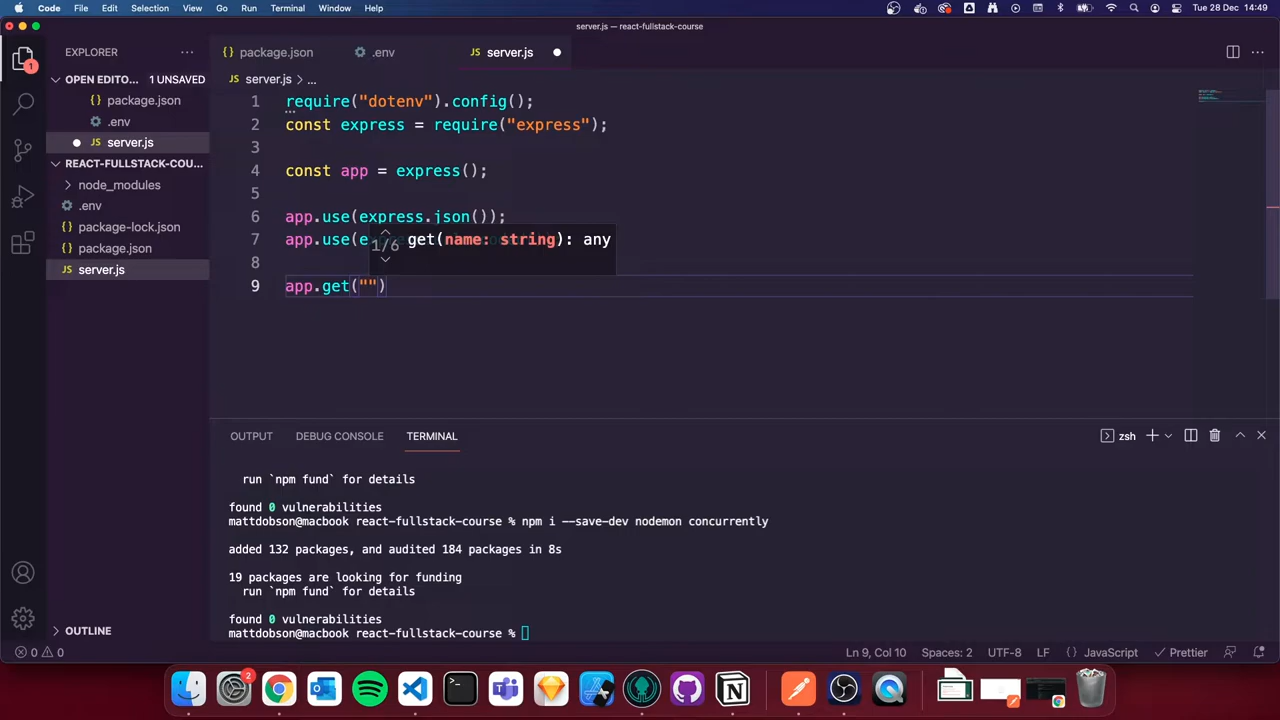 Code File Edit Selection View Go Run Terminal Window Help Tue 28 Dec 14:49
server.js — react-fullstack-course
EXPLORER
package.json .env server.js
OPEN EDITO... 1 UNSAVED
package.json
.env
server.js
REACT-FULLSTACK-COU...
node_modules
.env
package-lock.json
package.json
server.js
OUTLINE
server.js > ...
1 require("dotenv").config();
2 const express = require("express");
3
4 const app = express();
5
6 app.use(express.json());
7 app.use(e
1/6 get(name: string): any
8
9 app.get("")
OUTPUT DEBUG CONSOLE TERMINAL zsh
run `npm fund` for details
found 0 vulnerabilities
mattdobson@macbook react-fullstack-course % npm i --save-dev nodemon concurrently
added 132 packages, and audited 184 packages in 8s
19 packages are looking for funding
run `npm fund` for details
found 0 vulnerabilities
mattdobson@macbook react-fullstack-course %
0 0 Ln 9, Col 10 Spaces: 2 UTF-8 LF {} JavaScript Prettier
1
2